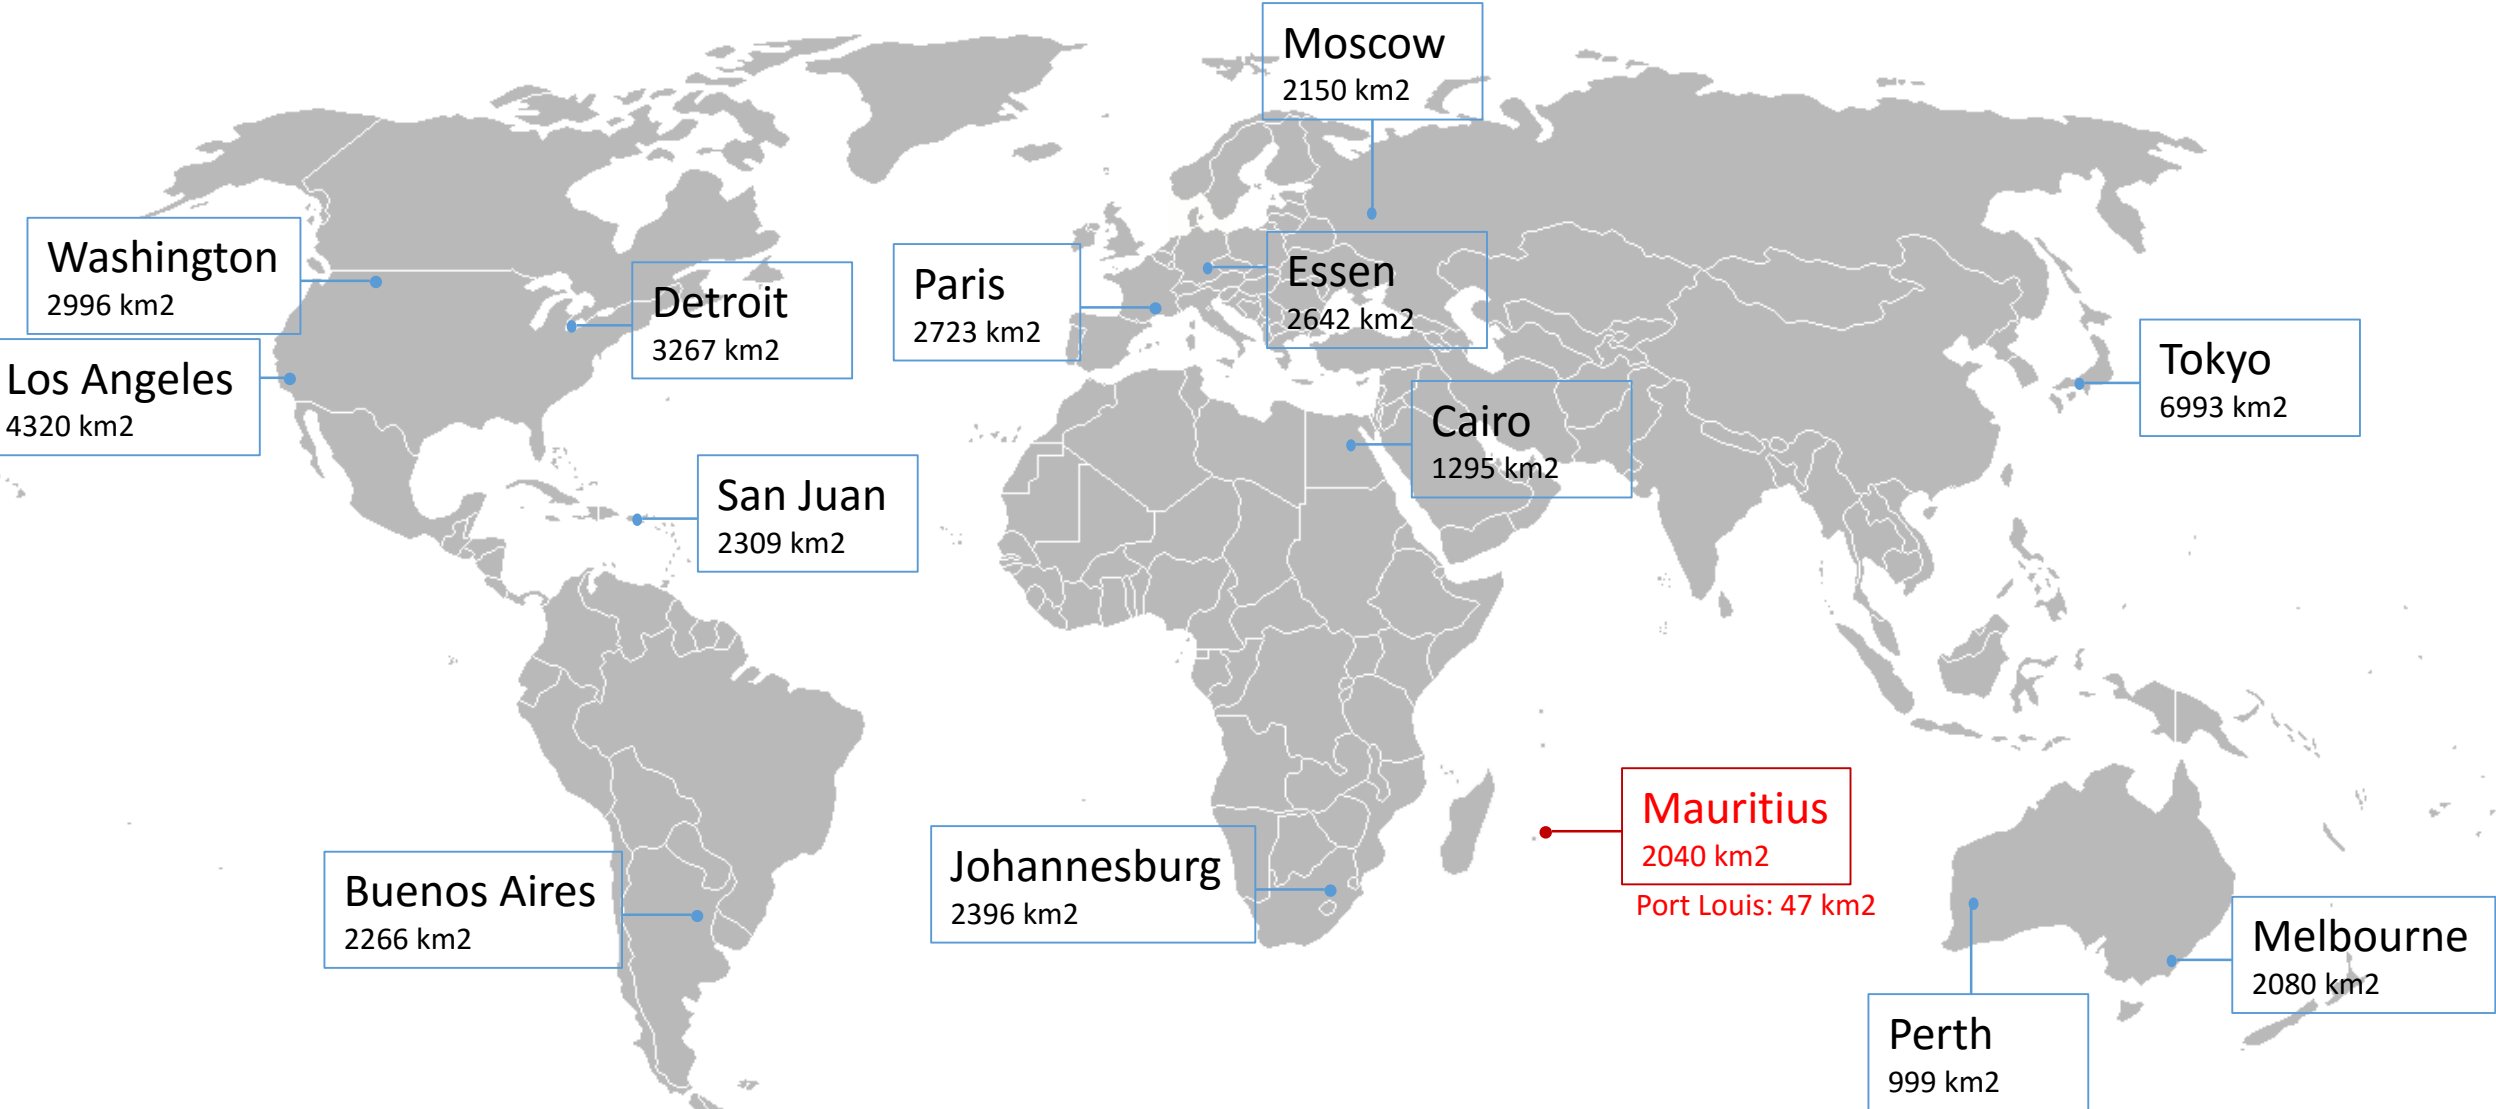 Moscow
2150 km2
Washington
2996 km2
Detroit
3267 km2
Paris
2723 km2
Essen
2642 km2
Los Angeles
4320 km2
Tokyo
6993 km2
Cairo
1295 km2
San Juan
2309 km2
Mauritius
2040 km2
Port Louis: 47 km2
Buenos Aires
2266 km2
Johannesburg
2396 km2
Melbourne
2080 km2
Perth
999 km2